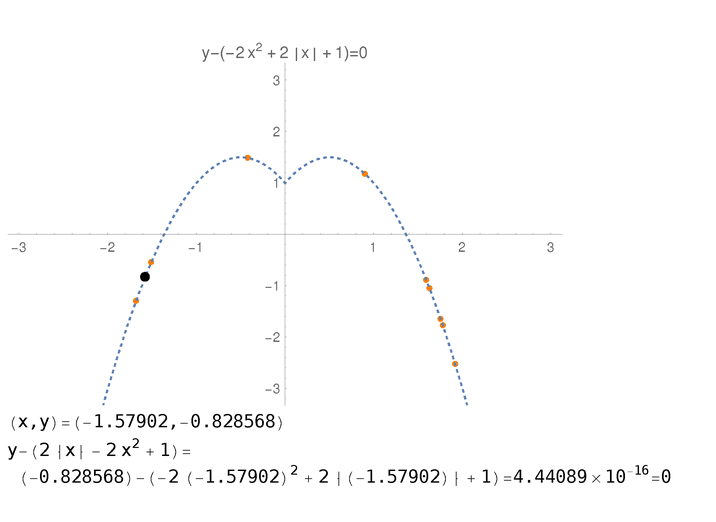 y−(−2 x² + 2 |x| + 1)=0
3
2
1
−3 −2 −1 1 2 3
−1
−2
−3
(x,y) = (−1.57902,−0.828568)
y− (2 |x| − 2 x² + 1) =
(−0.828568) − (−2 (−1.57902)² + 2 | (−1.57902) | + 1) =4.44089 × 10⁻¹⁶=0